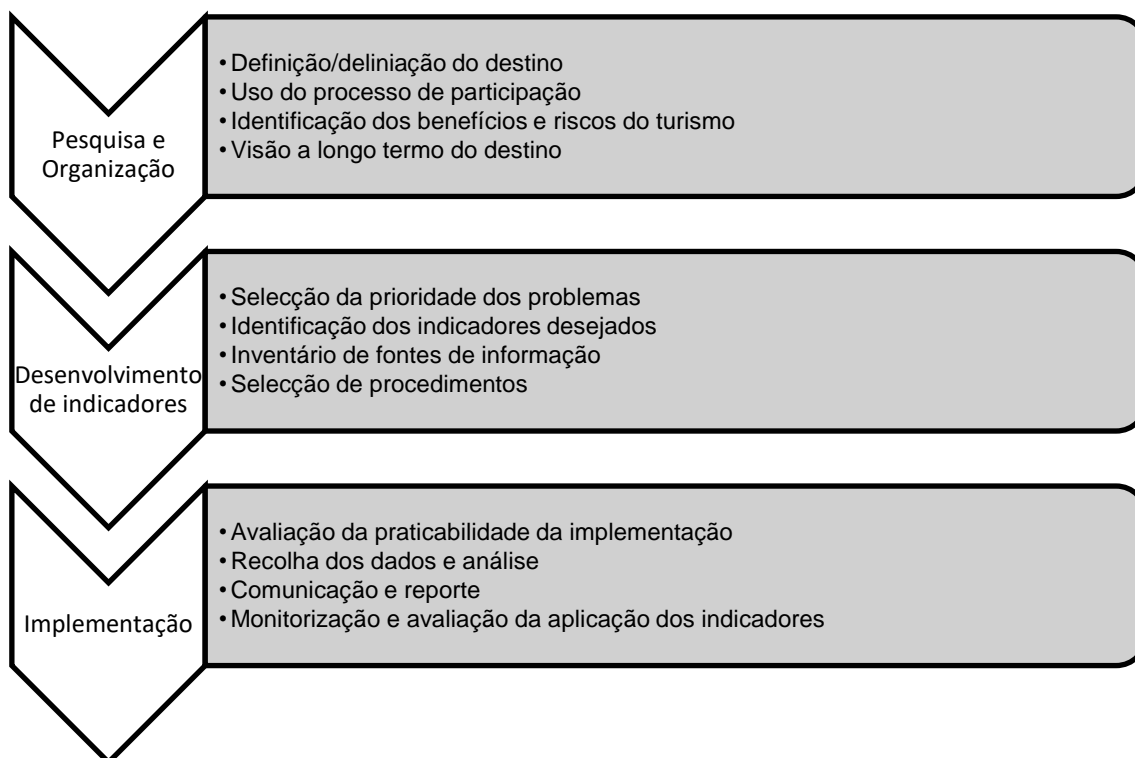 Pesquisa e
Organização
• Definição/deliniação do destino
• Uso do processo de participação
• Identificação dos benefícios e riscos do turismo
• Visão a longo termo do destino
Desenvolvimento
de indicadores
• Selecção da prioridade dos problemas
• Identificação dos indicadores desejados
• Inventário de fontes de informação
• Selecção de procedimentos
Implementação
• Avaliação da praticabilidade da implementação
• Recolha dos dados e análise
• Comunicação e reporte
• Monitorização e avaliação da aplicação dos indicadores